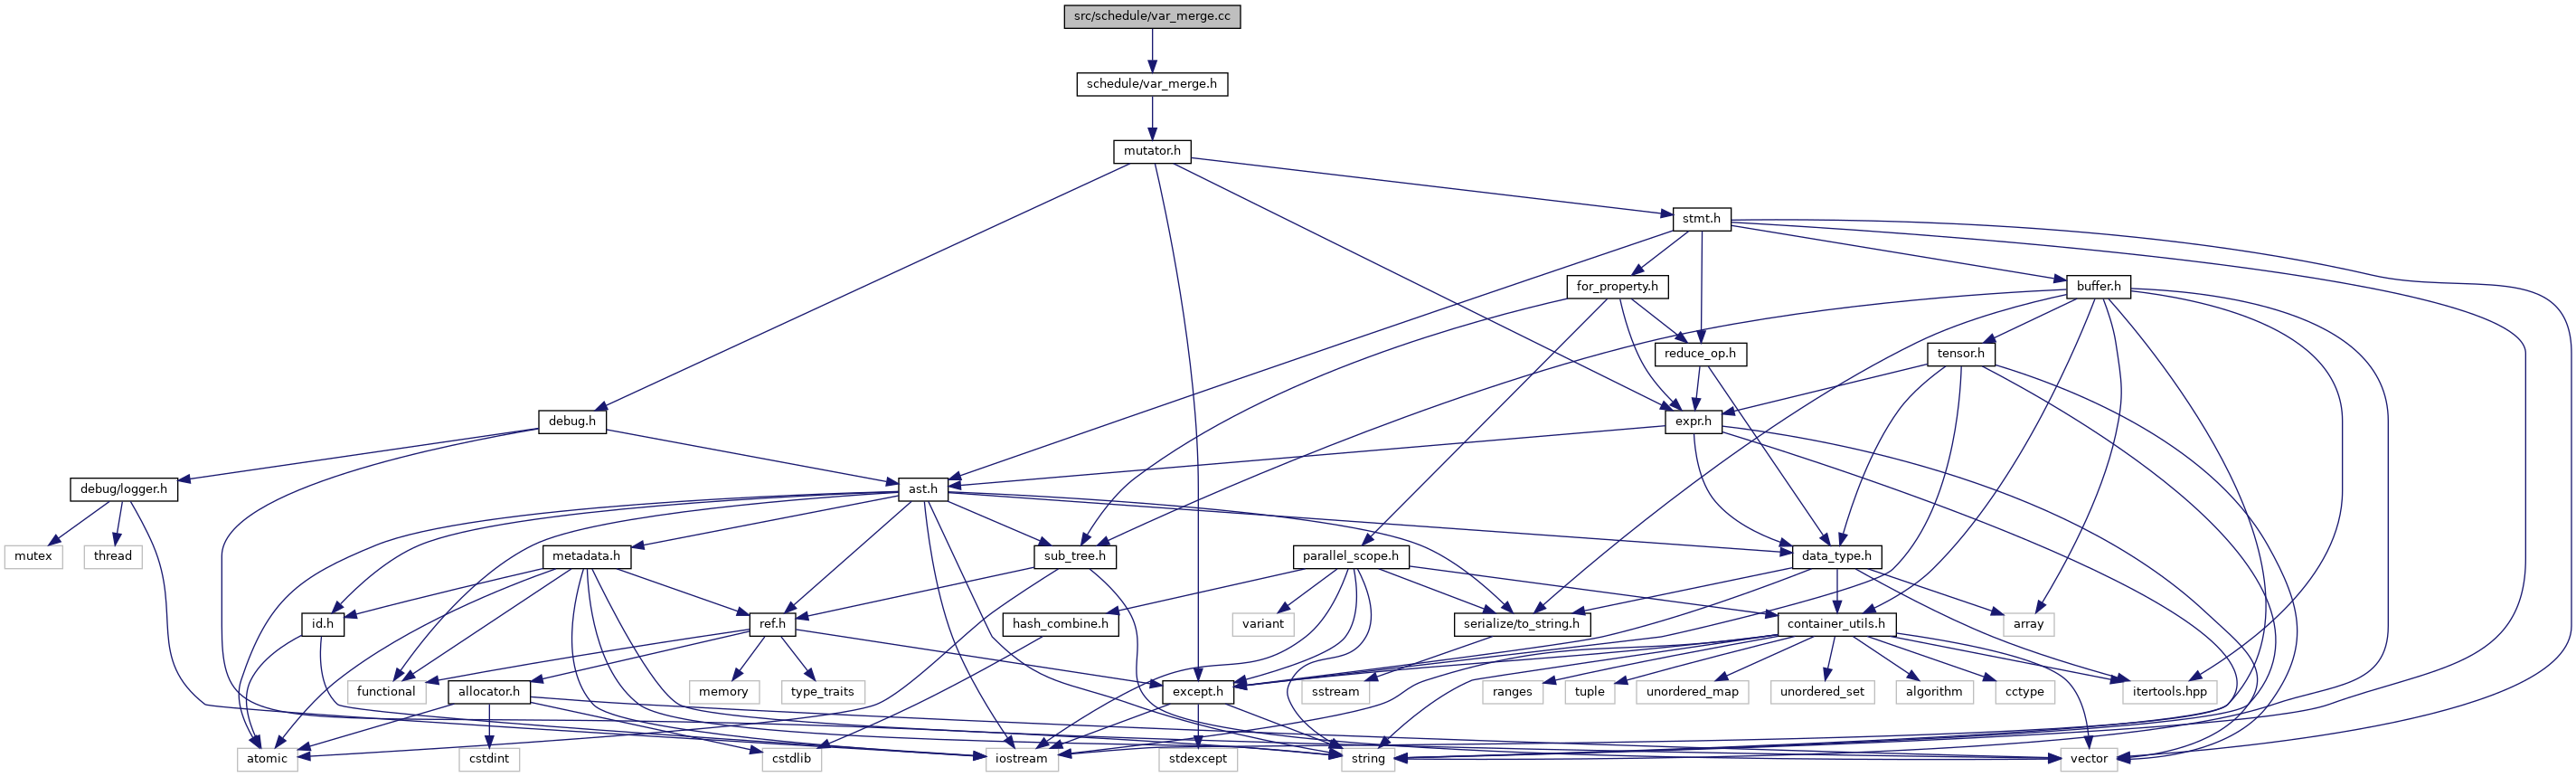 src/schedule/var_merge.cc
schedule/var_merge.h
mutator.h
stmt.h
for_property.h
buffer.h
reduce_op.h
tensor.h
debug.h
expr.h
debug/logger.h
ast.h
mutex
thread
metadata.h
sub_tree.h
parallel_scope.h
data_type.h
id.h
ref.h
hash_combine.h
variant
serialize/to_string.h
container_utils.h
array
functional
allocator.h
memory
type_traits
except.h
sstream
ranges
tuple
unordered_map
unordered_set
algorithm
cctype
itertools.hpp
atomic
cstdint
cstdlib
iostream
stdexcept
string
vector